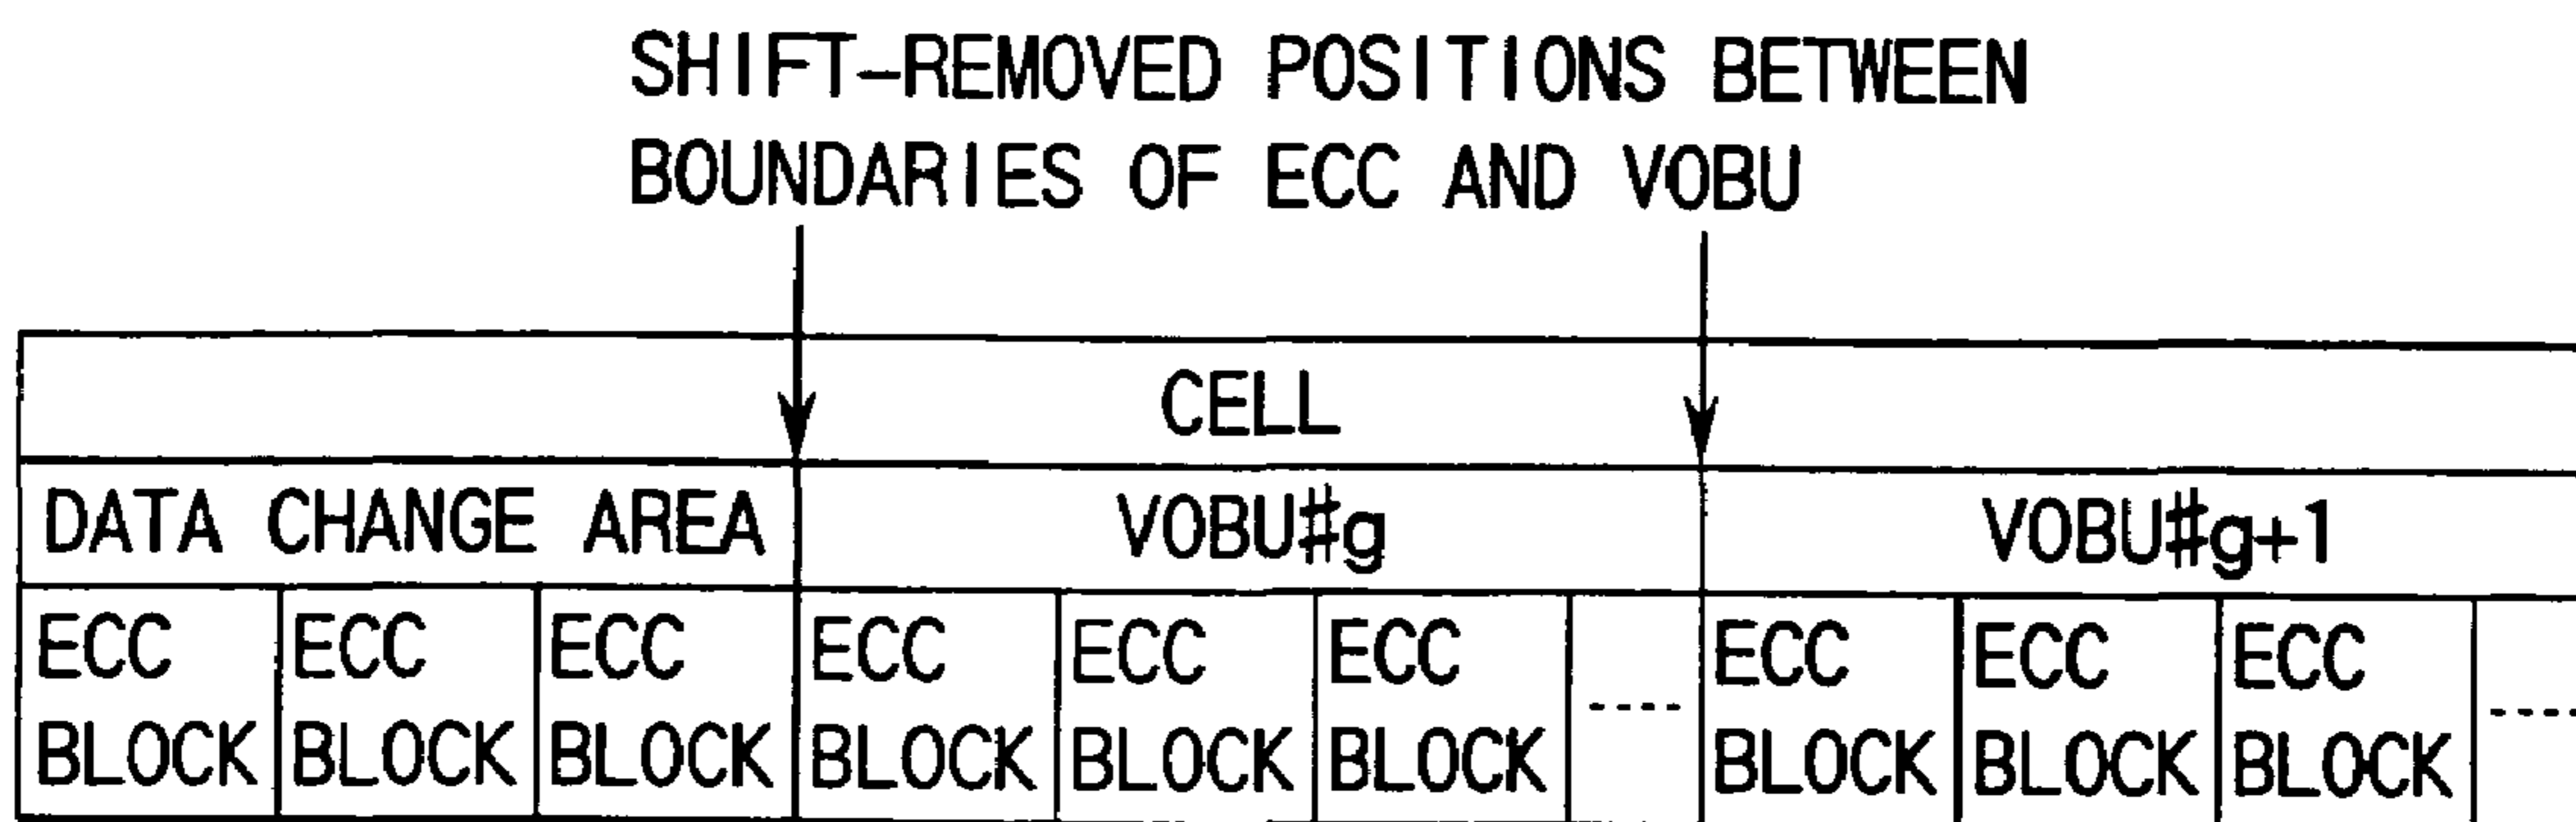 SHIFT-REMOVED POSITIONS BETWEEN
BOUNDARIES OF ECC AND VOBU
CELL
DATA CHANGE AREA VOBU#g VOBU#g+1
ECC ECC ECC ECC ECC ECC ECC ECC ECC
BLOCK BLOCK BLOCK BLOCK BLOCK BLOCK BLOCK BLOCK BLOCK